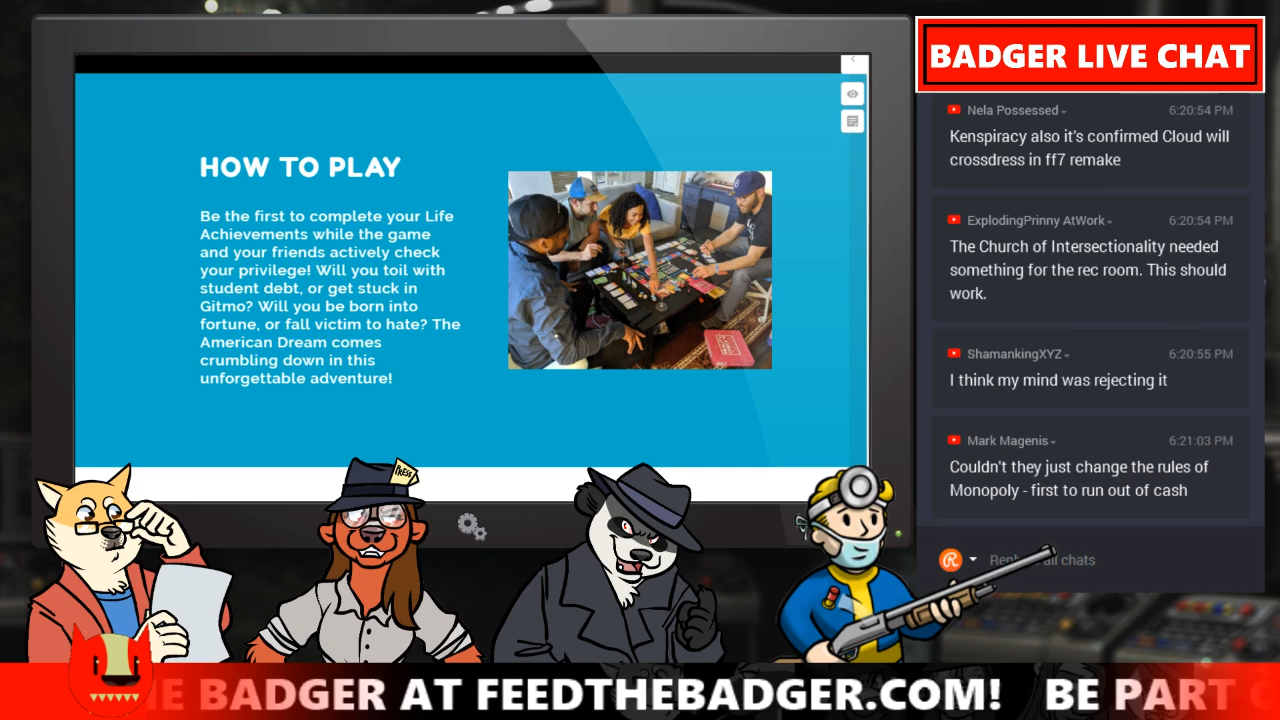 BADGER LIVE CHAT
HOW TO PLAY
Be the first to complete your Life
Achievements while the game
and your friends actively check
your privilege! Will you toil with
student debt, or get stuck in
Gitmo? Will you be born into
fortune, or fall victim to hate? The
American Dream comes
crumbling down in this
unforgettable adventure!
Nela Possessed 6:20:54 PM
Kenspiracy also it's confirmed Cloud will
crossdress in ff7 remake
ExplodingPrinny AtWork 6:20:54 PM
The Church of Intersectionality needed
something for the rec room. This should
work.
ShamankingXYZ 6:20:55 PM
I think my mind was rejecting it
Mark Magenis 6:21:03 PM
Couldn't they just change the rules of
Monopoly - first to run out of cash
all chats
PRESS
BADGER AT FEEDTHEBADGER.COM! BE PART